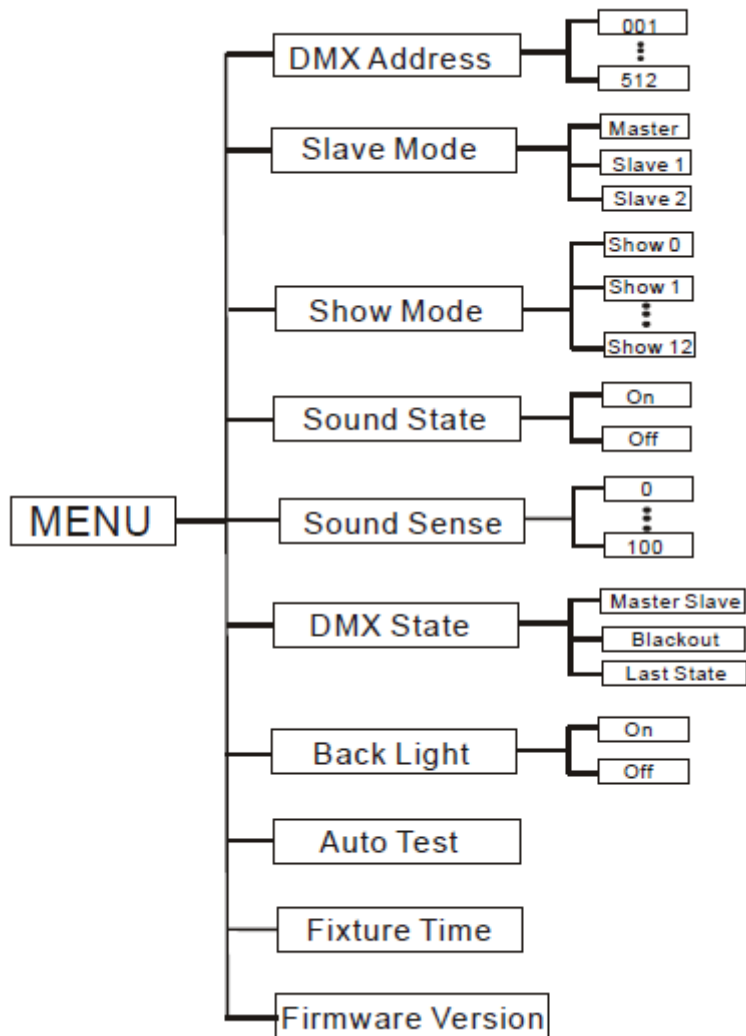 MENU
DMX Address
001
512
Slave Mode
Master
Slave 1
Slave 2
Show Mode
Show 0
Show 1
Show 12
Sound State
On
Off
Sound Sense
0
100
DMX State
Master Slave
Blackout
Last State
Back Light
On
Off
Auto Test
Fixture Time
Firmware Version